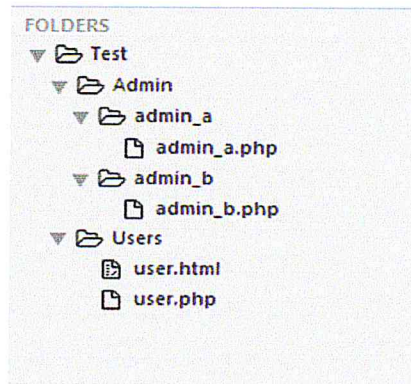 FOLDERS
Test
Admin
admin_a
admin_a.php
admin_b
admin_b.php
Users
user.html
user.php